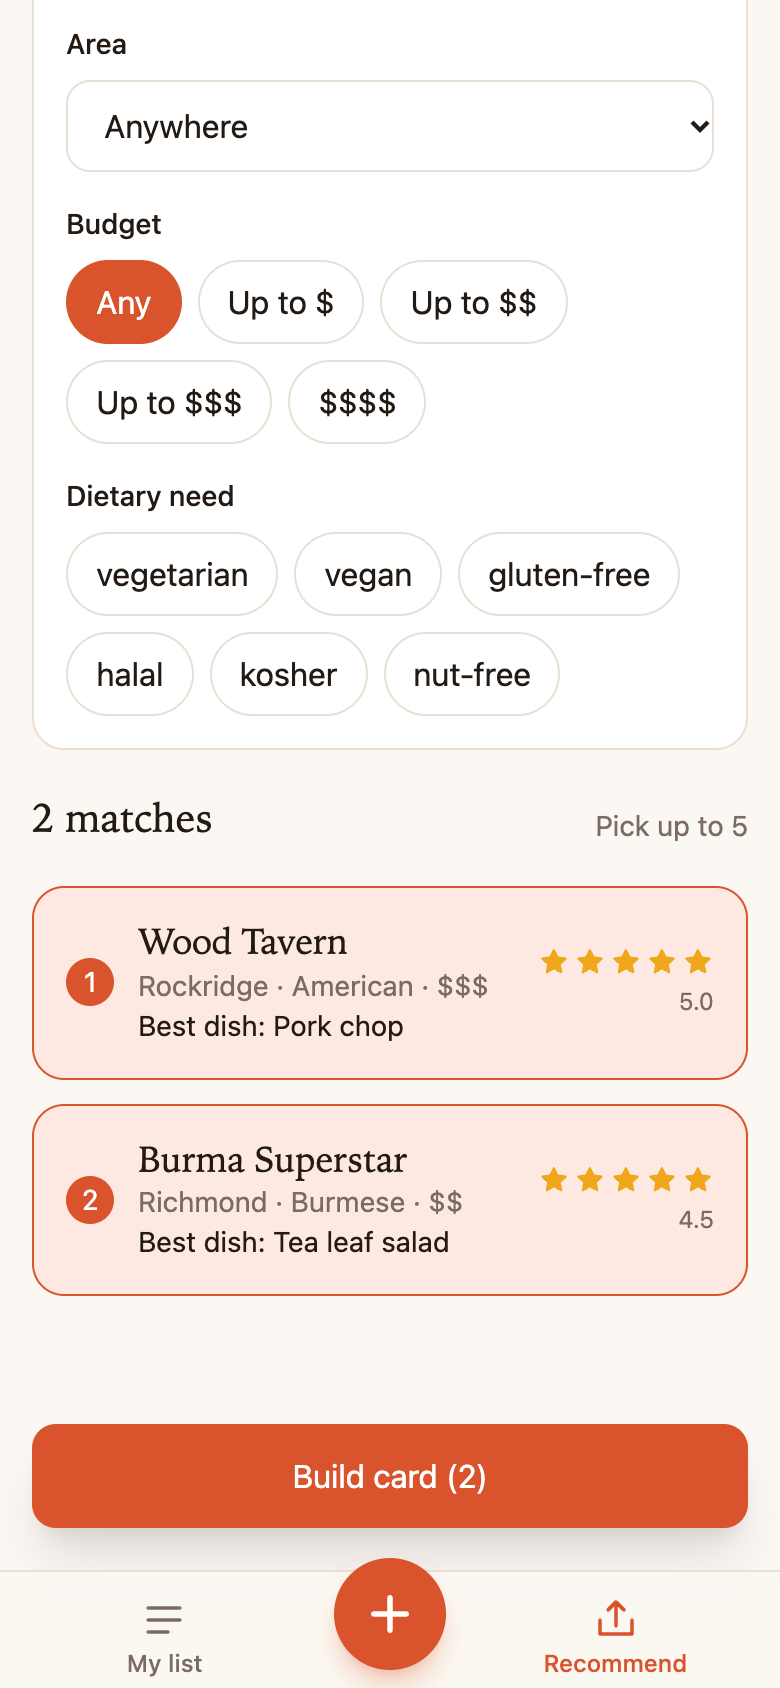 Area
Anywhere
Budget
Any Up to $ Up to $$
Up to $$$ $$$$
Dietary need
vegetarian vegan gluten-free
halal kosher nut-free
2 matches Pick up to 5
1 Wood Tavern
Rockridge · American · $$$
Best dish: Pork chop
5.0
2 Burma Superstar
Richmond · Burmese · $$
Best dish: Tea leaf salad
4.5
Build card (2)
My list Recommend